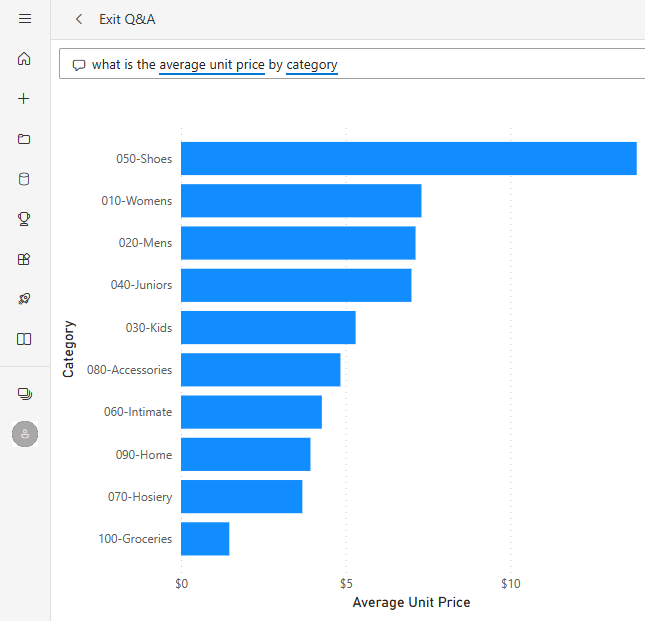 Exit Q&A
what is the average unit price by category
050-Shoes
010-Womens
020-Mens
040-Juniors
030-Kids
080-Accessories
060-Intimate
090-Home
070-Hosiery
100-Groceries
Category
$0 $5 $10
Average Unit Price